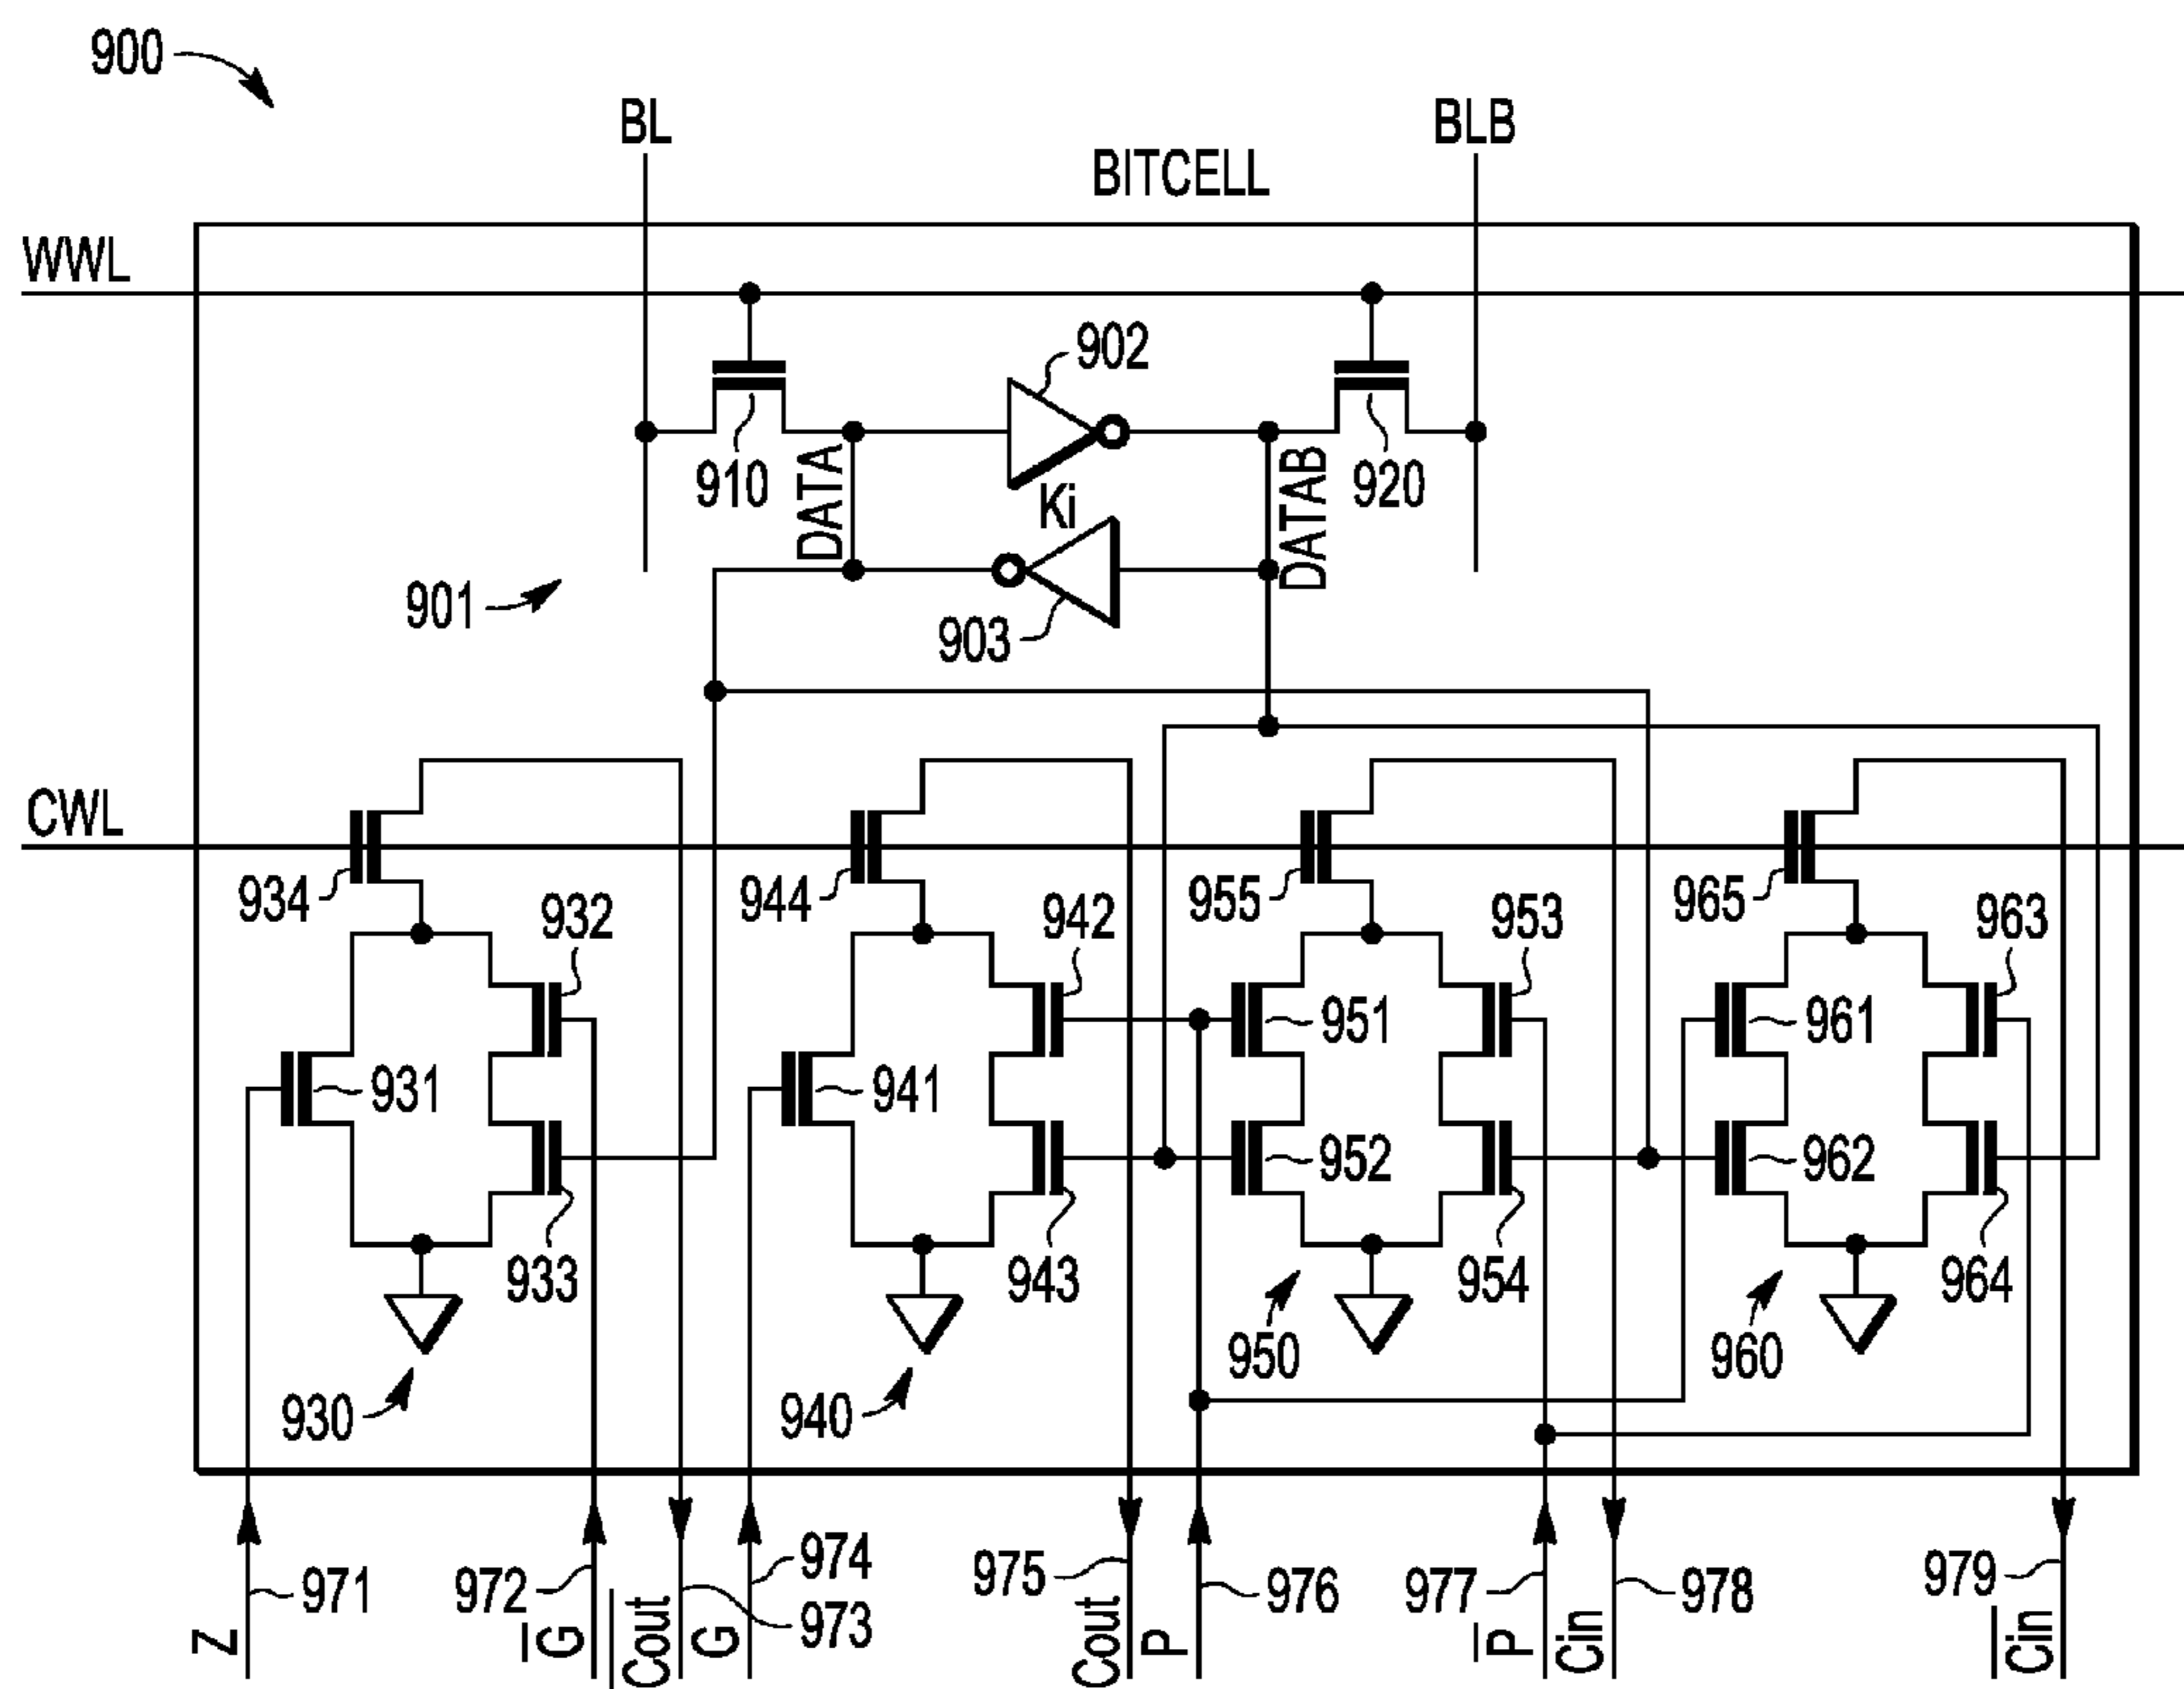 900
BL
BLB
BITCELL
WWL
902
910
DATA
Ki
DATAB
920
901
903
CWL
934
932
944
942
955
953
965
963
931
941
951
961
952
962
933
943
954
964
950
960
930
940
971
972
974
973
975
976
977
978
979
Z
G
Cout
G
Cout
P
P
Cin
Cin